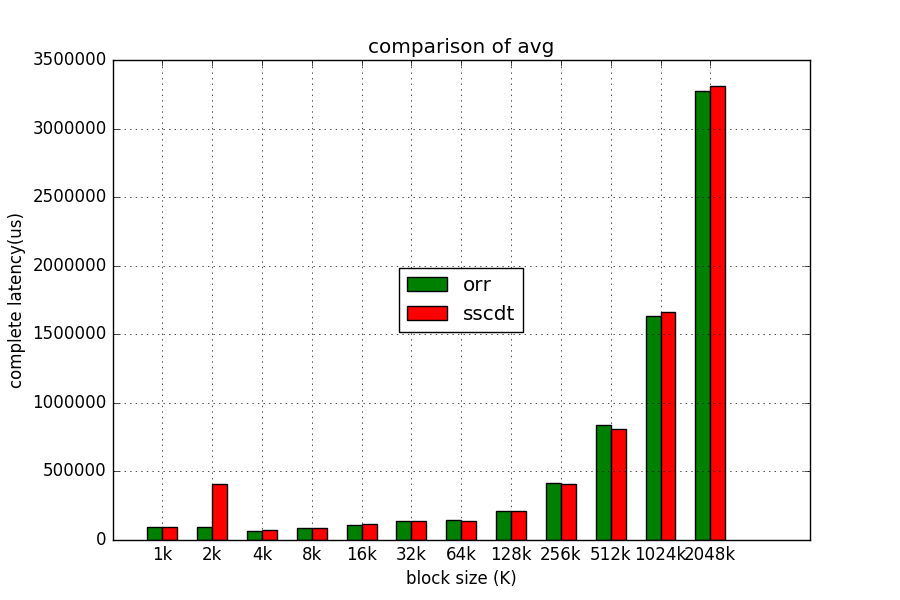 comparison of avg
3500000
3000000
2500000
2000000
1500000
1000000
500000
0
complete latency(us)
orr
sscdt
1k 2k 4k 8k 16k 32k 64k 128k 256k 512k 1024k 2048k
block size (K)